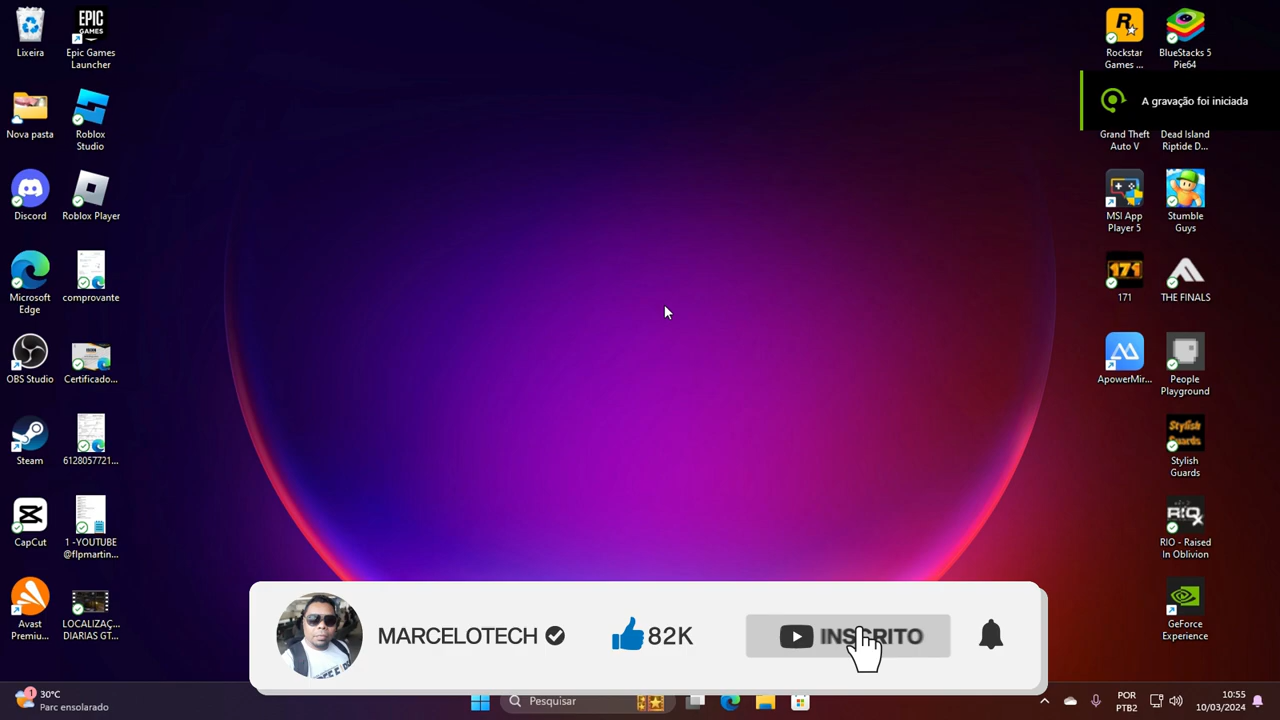 Lixeira
EPIC
GAMES
Epic Games
Launcher
Nova pasta
Roblox
Studio
Discord
Roblox Player
Microsoft
Edge
comprovante
OBS Studio
Certificado...
Steam
6128057721...
CapCut
1 -YOUTUBE
@flpmartin...
Avast
Premiu...
LOCALIZAÇ...
DIARIAS GT...
R
Rockstar
Games ...
BlueStacks 5
Pie64
A gravação foi iniciada
Grand Theft
Auto V
Dead Island
Riptide D...
MSI App
Player 5
Stumble
Guys
171
171
THE FINALS
ApowerMir...
People
Playground
Stylish
Guards
Stylish
Guards
RIO
RIO - Raised
In Oblivion
GeForce
Experience
MARCELOTECH
82K
INSCRITO
1
30°C
Parc ensolarado
Pesquisar
POR
PTB2
10:55
10/03/2024